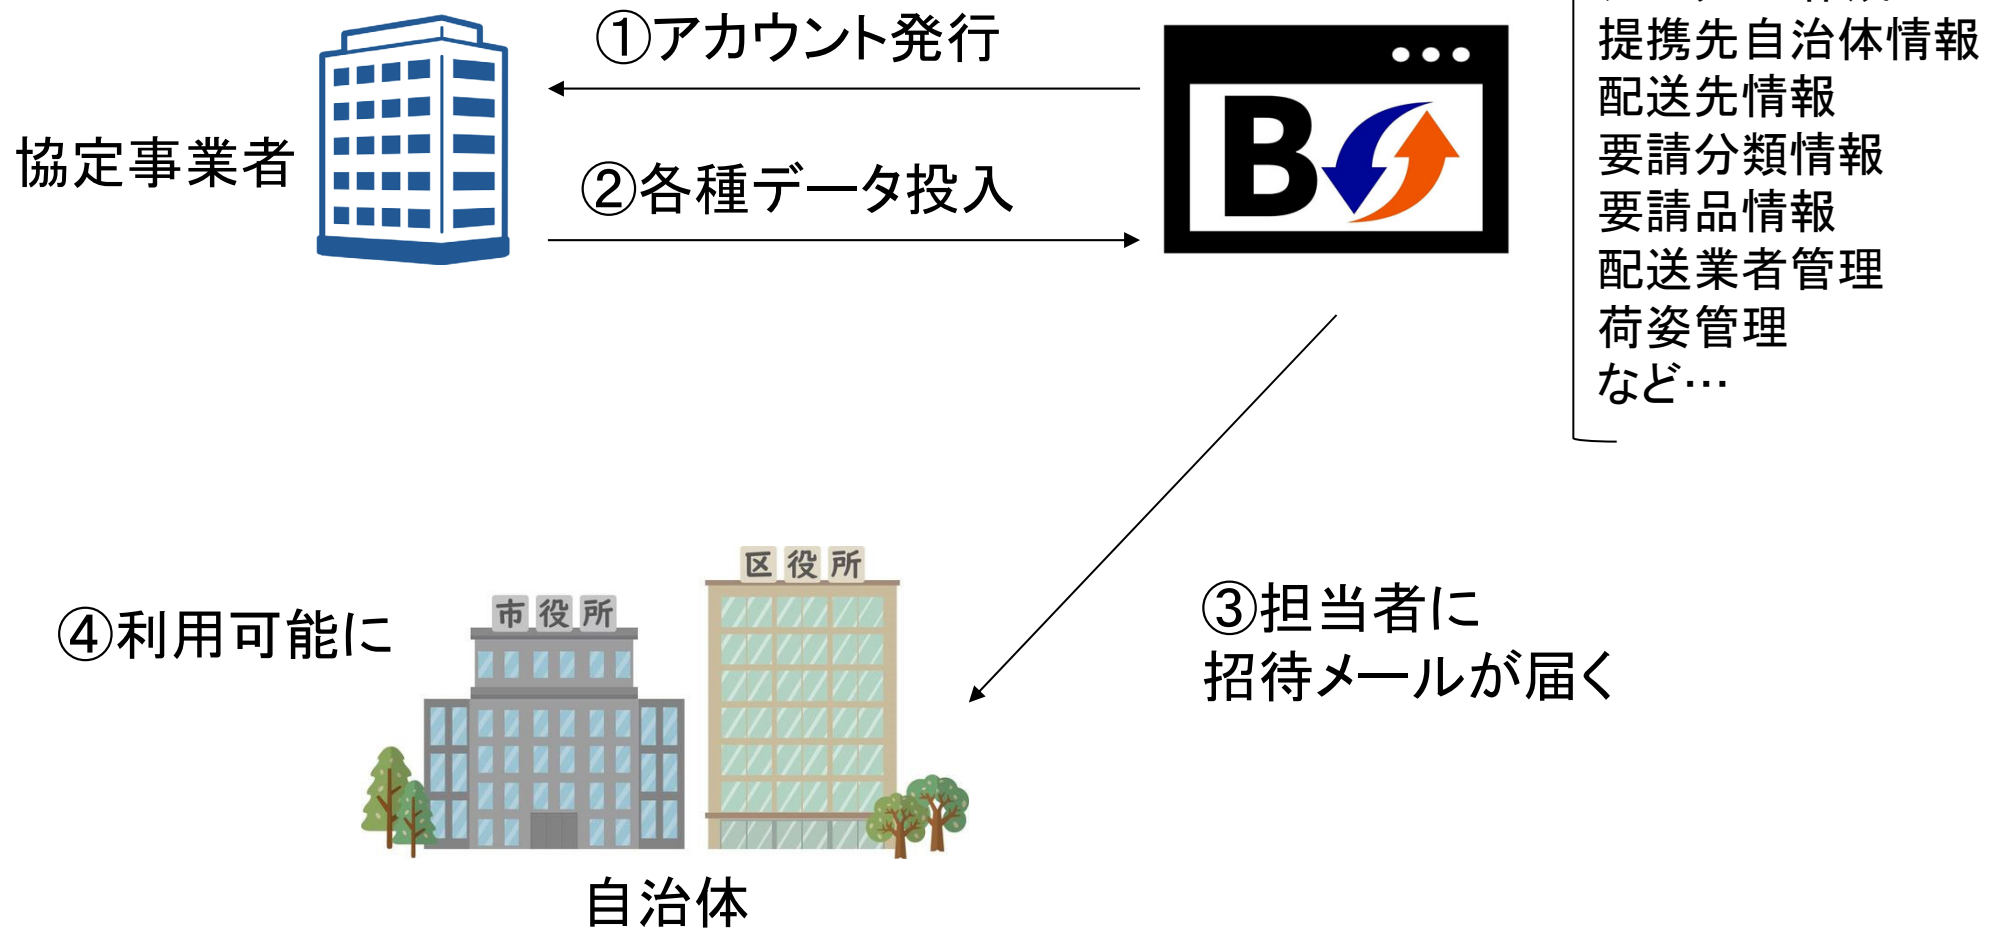 ①アカウント発行
協定事業者
②各種データ投入
B
提携先自治体情報
配送先情報
要請分類情報
要請品情報
配送業者管理
荷姿管理
など…
④利用可能に
市役所
区役所
③担当者に
招待メールが届く
自治体